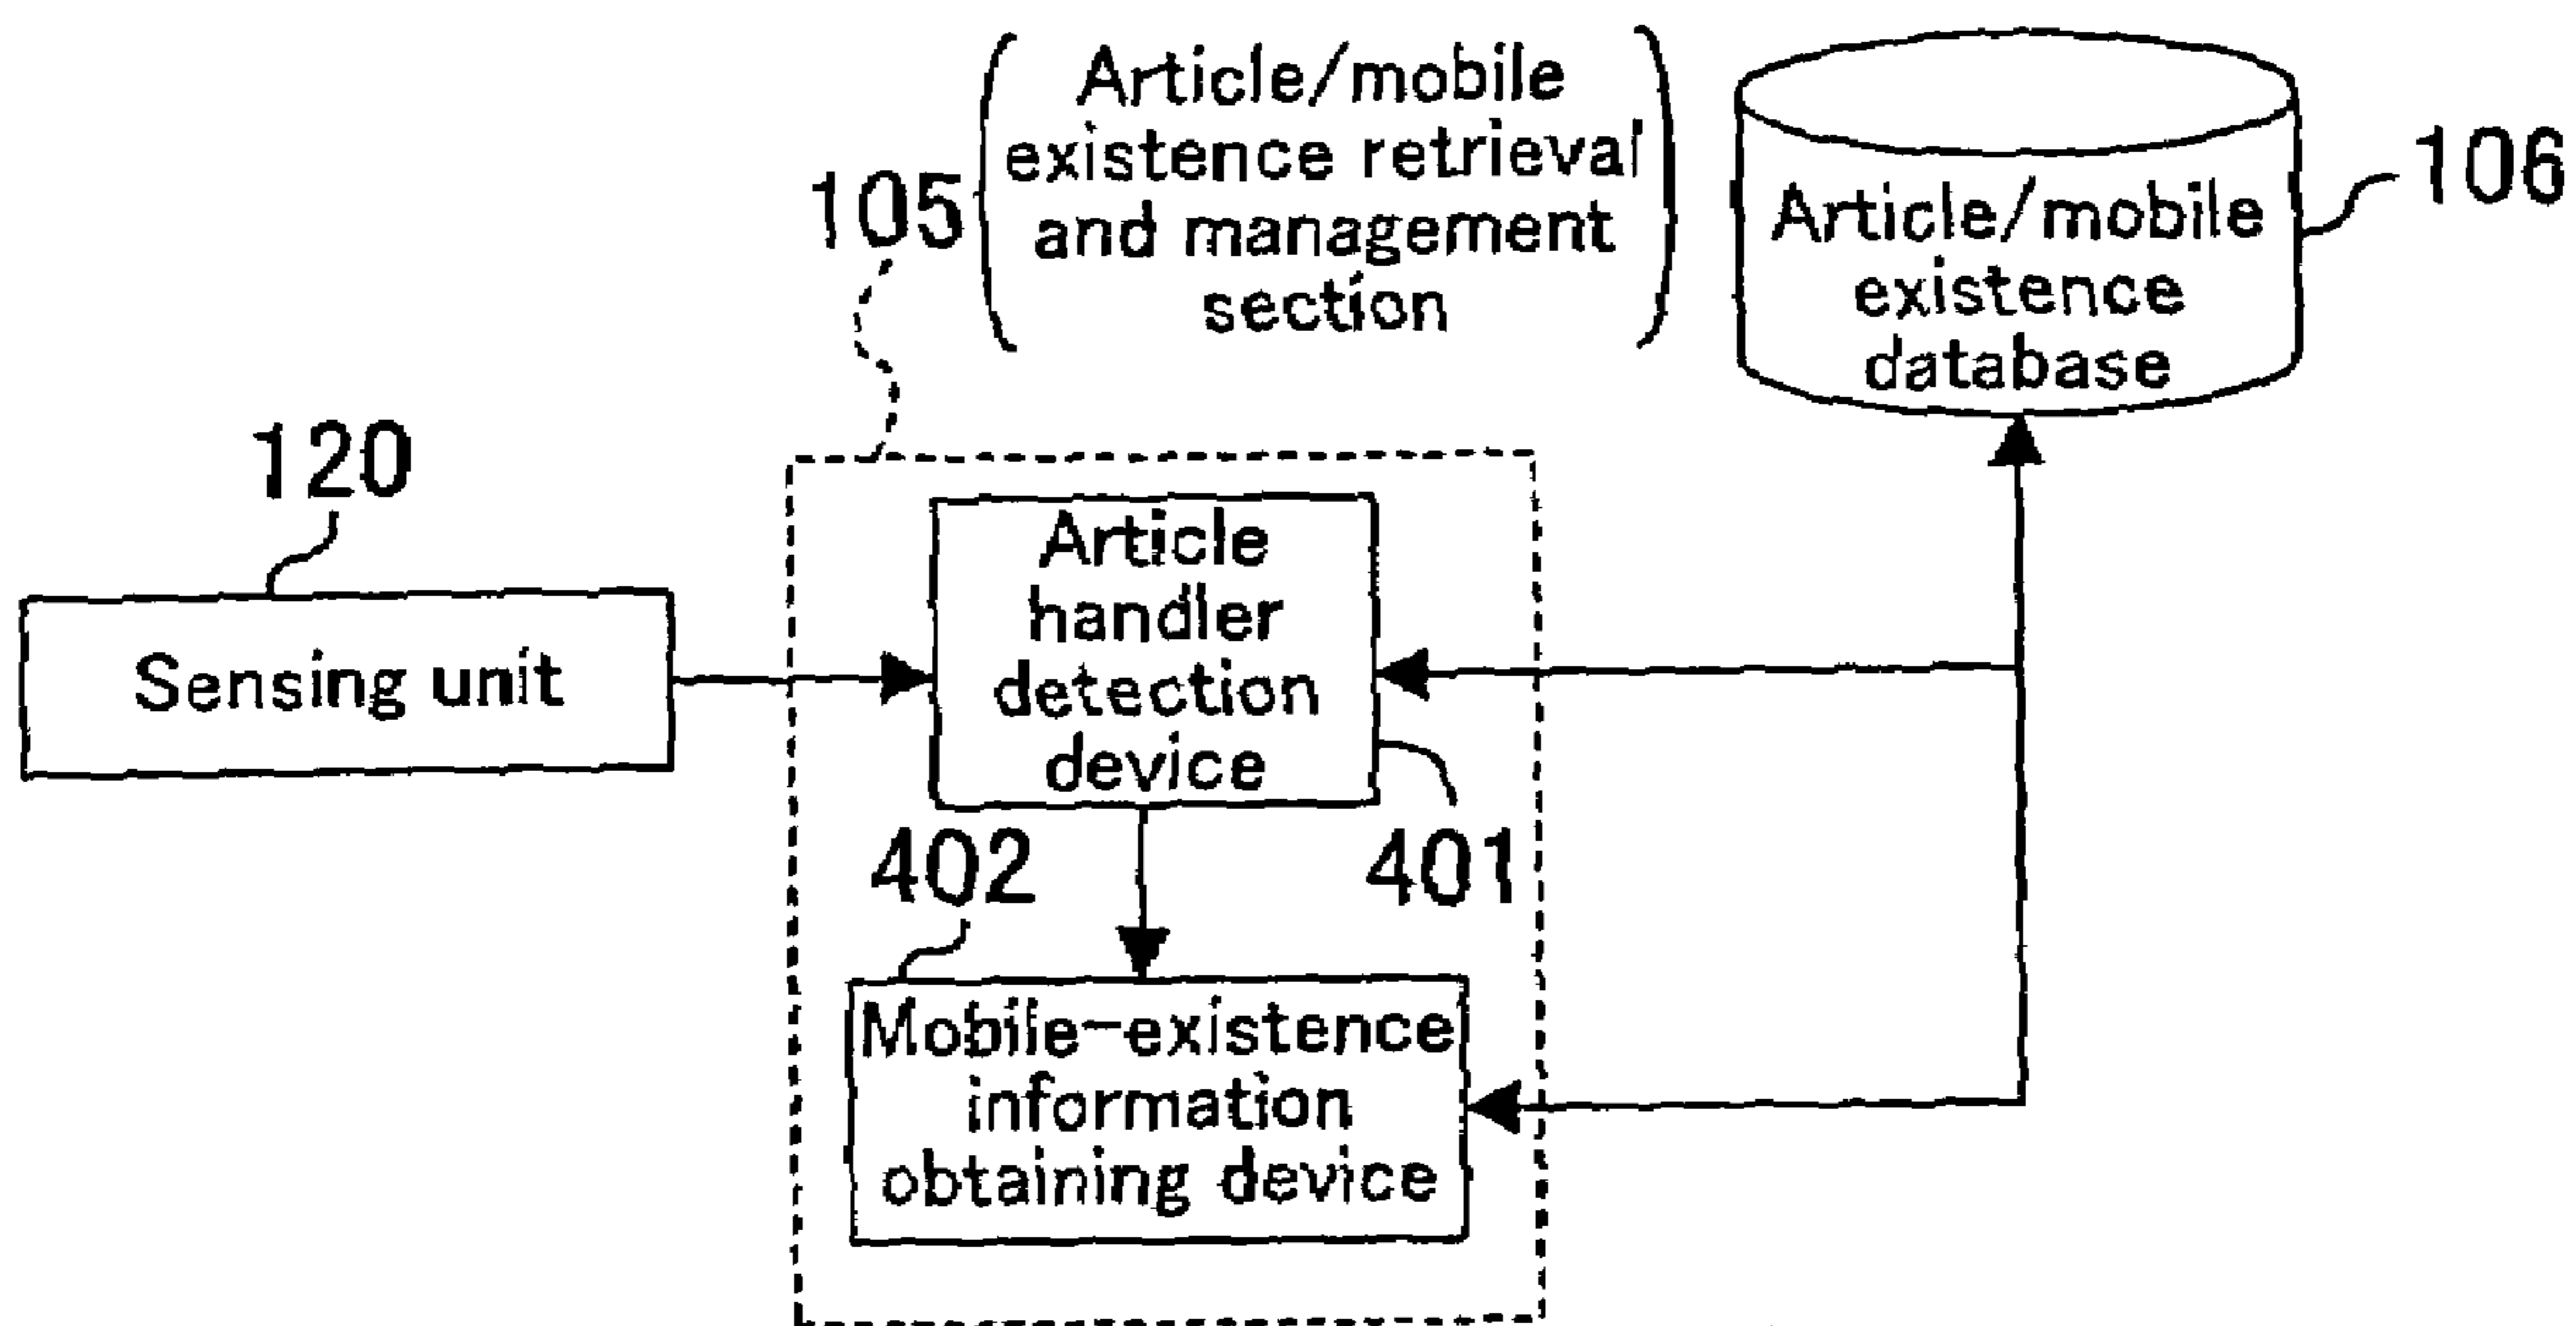 Article/mobile
existence retrieval
and management
section
105
Article/mobile
existence
database
106
120
Sensing unit
Article
handler
detection
device
401
402
Mobile-existence
information
obtaining device